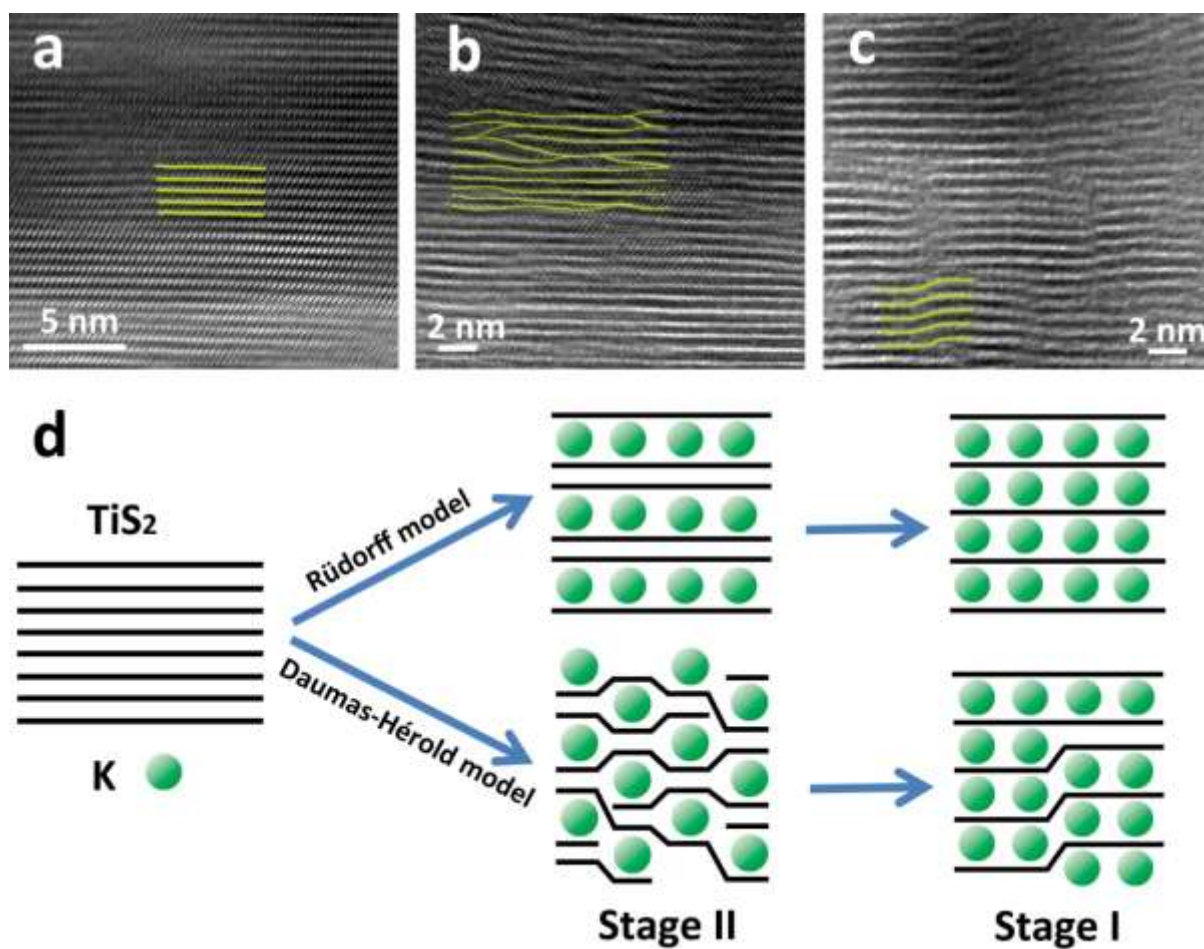 a
b
c
5 nm
2 nm
2 nm
d
TiS₂
K
Rüdorff model
Daumas-Hérold model
Stage II
Stage I